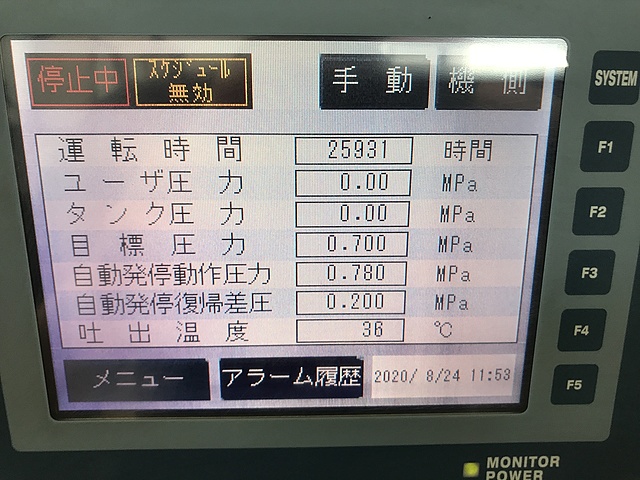 停止中 スケジュール 手動 機側
無効
運転時間 25931 時間
ユーザ圧力 0.00 MPa
タンク圧力 0.00 MPa
目標圧力 0.700 MPa
自動発停動作圧力 0.780 MPa
自動発停復帰差圧 0.200 MPa
吐出温度 36 ℃
メニュー アラーム履歴 2020/ 8/24 11:53
SYSTEM
F1
F2
F3
F4
F5
MONITOR
POWER